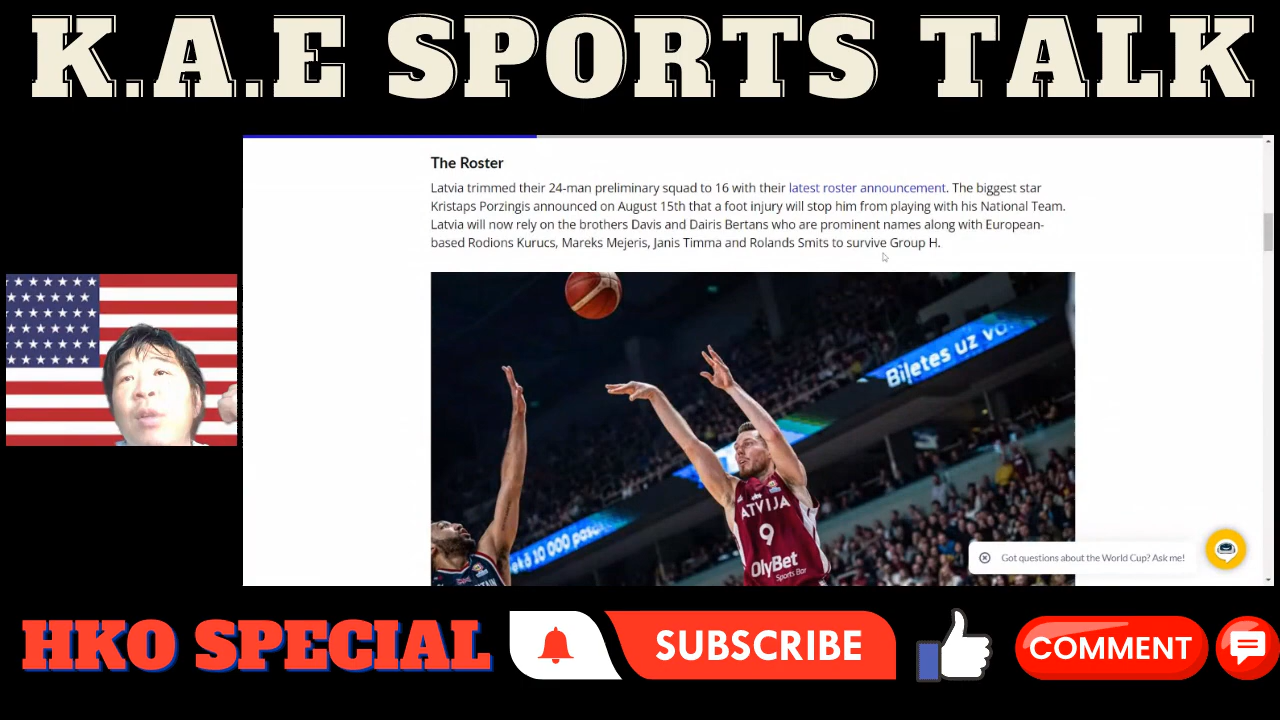 K.A.E SPORTS TALK
The Roster
Latvia trimmed their 24-man preliminary squad to 16 with their latest roster announcement. The biggest star
Kristaps Porzingis announced on August 15th that a foot injury will stop him from playing with his National Team.
Latvia will now rely on the brothers Davis and Dairis Bertans who are prominent names along with European-
based Rodions Kurucs, Mareks Mejeris, Janis Timma and Rolands Smits to survive Group H.
Biļetes uz
ATVIJA
9
OlyBet
Sports Bar
10 000
Got questions about the World Cup? Ask me!
HKO SPECIAL
SUBSCRIBE
COMMENT